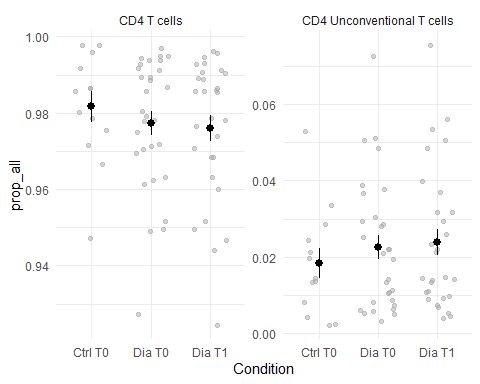 CD4 T cells
CD4 Unconventional T cells
prop_all
1.00
0.98
0.96
0.94
0.06
0.04
0.02
0.00
Ctrl T0 Dia T0 Dia T1
Ctrl T0 Dia T0 Dia T1
Condition